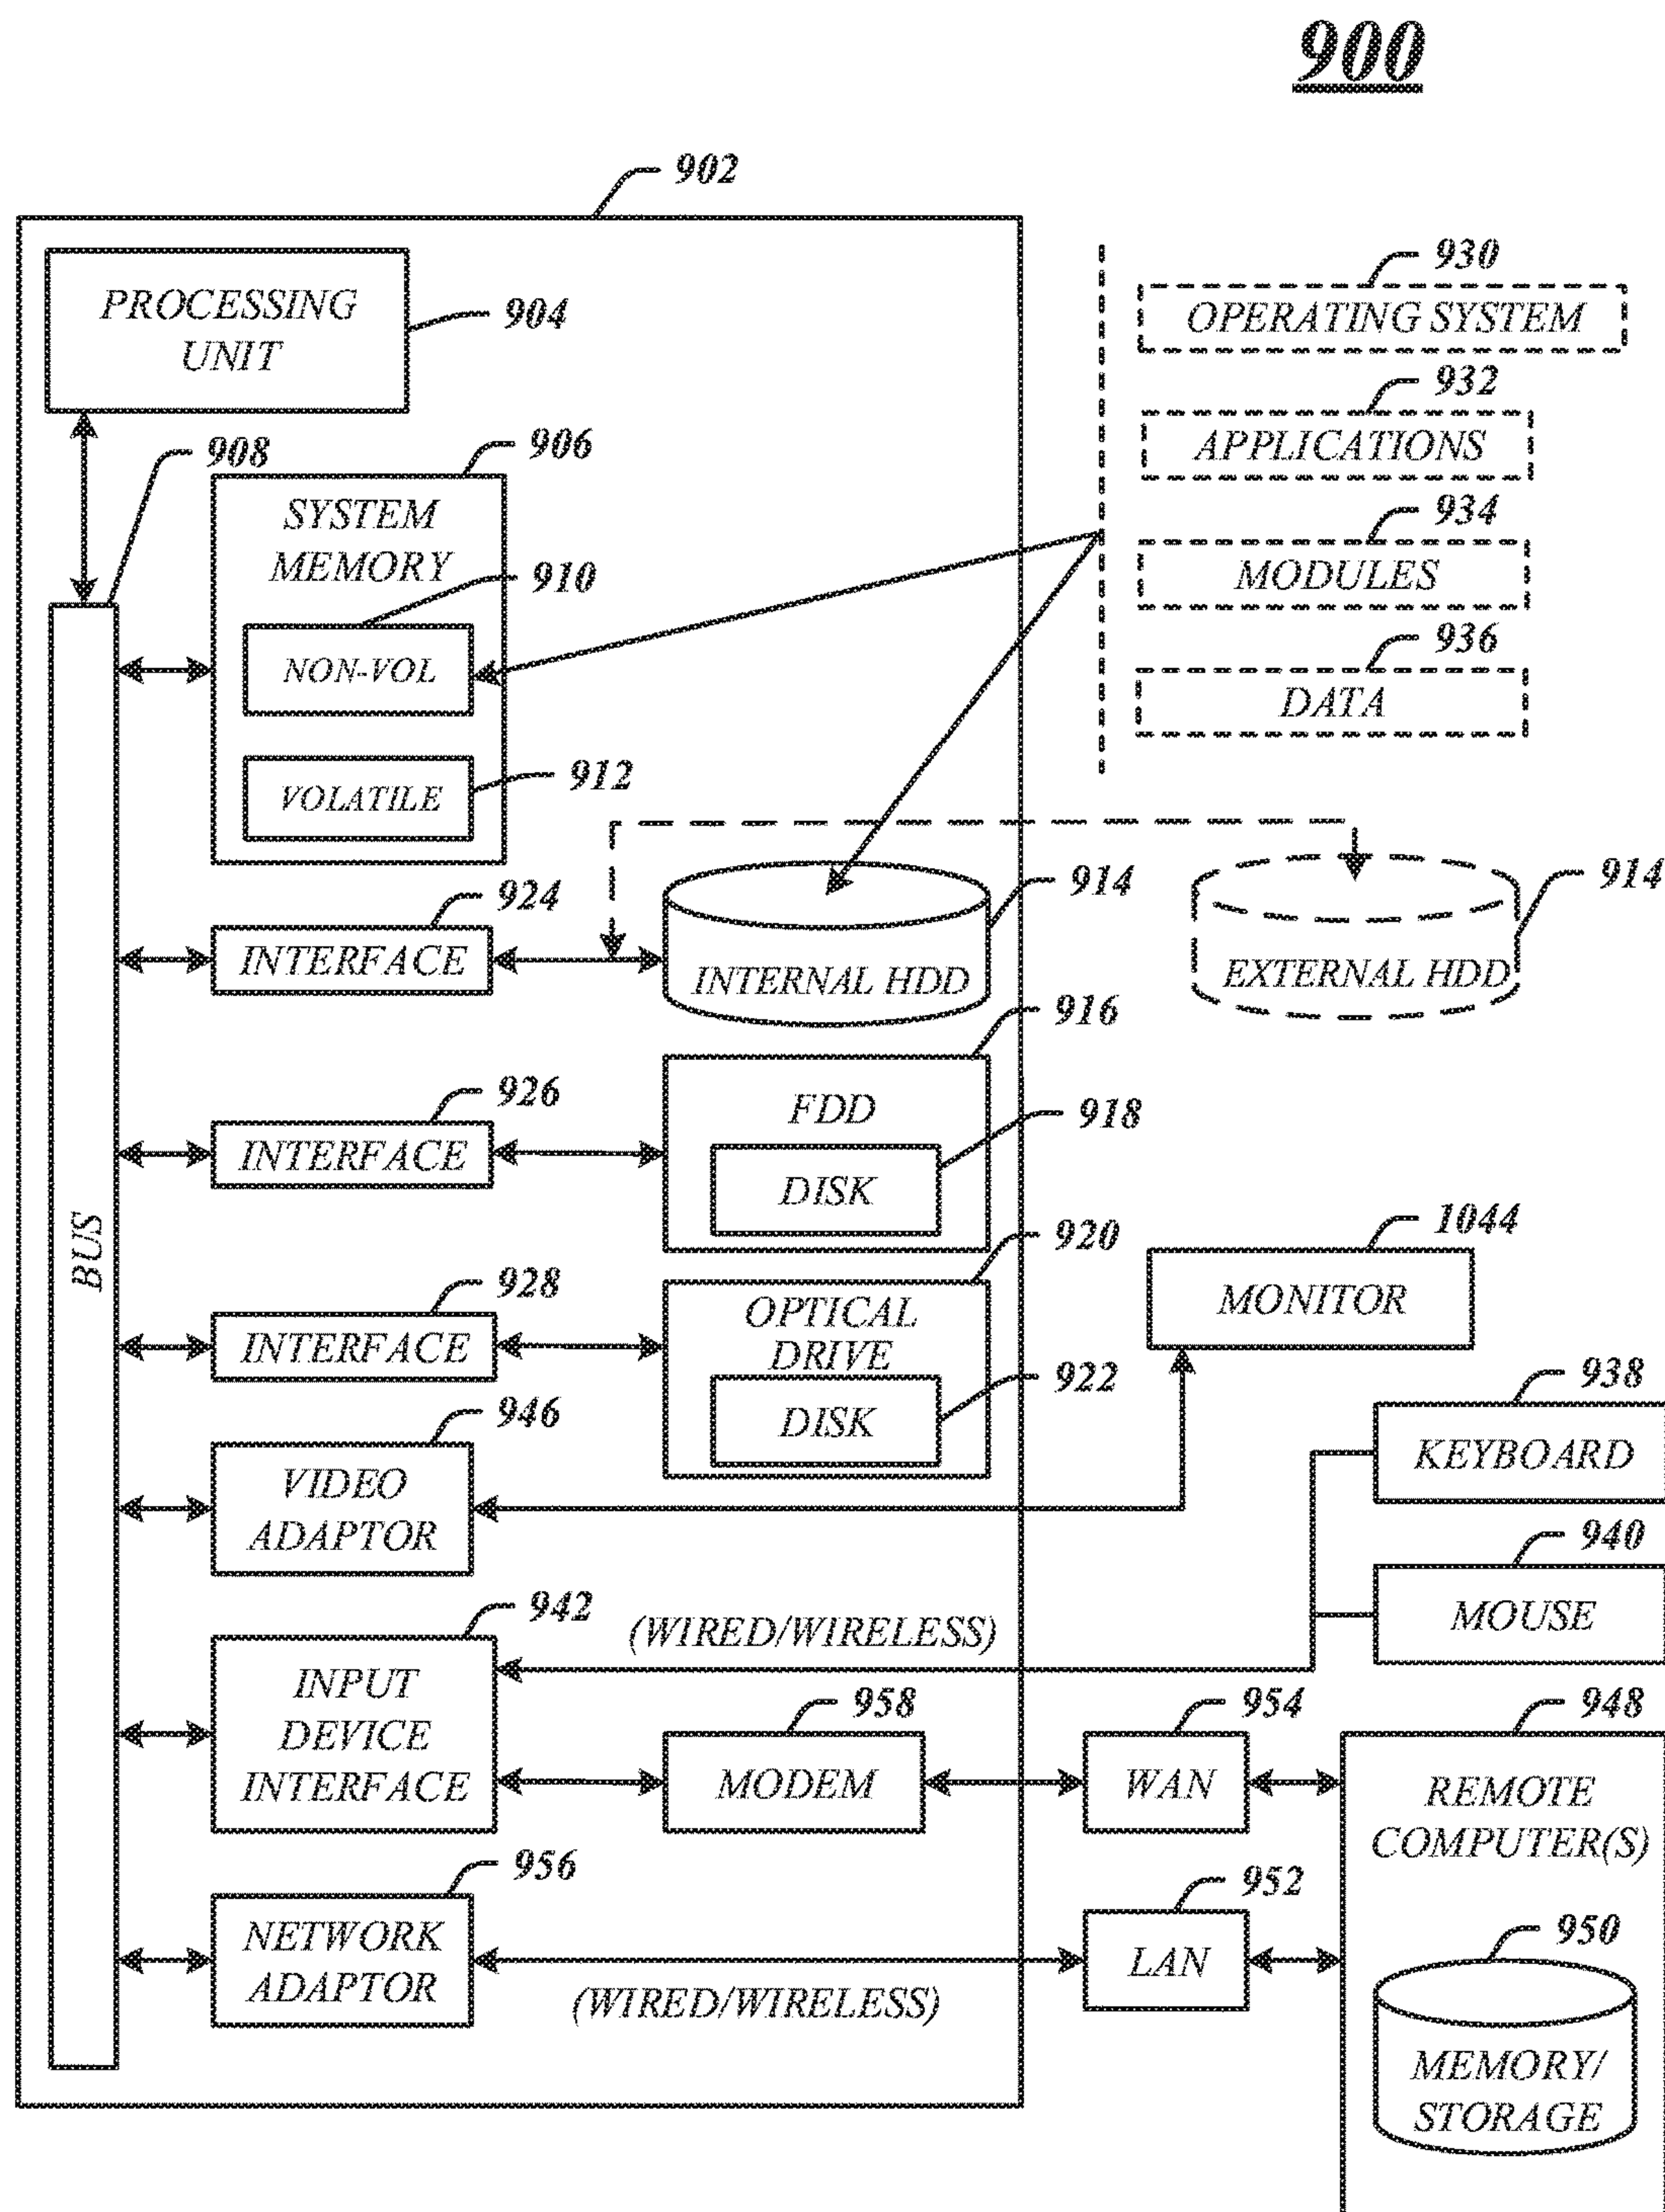 900
902
PROCESSING
UNIT
904
930
OPERATING SYSTEM
932
APPLICATIONS
934
MODULES
936
DATA
908
906
SYSTEM
MEMORY
910
NON-VOL
912
VOLATILE
924
INTERFACE
914
INTERNAL HDD
914
EXTERNAL HDD
916
926
INTERFACE
FDD
918
DISK
BUS
920
928
INTERFACE
OPTICAL
DRIVE
922
DISK
1044
MONITOR
946
VIDEO
ADAPTOR
938
KEYBOARD
940
MOUSE
942
(WIRED/WIRELESS)
INPUT
DEVICE
INTERFACE
958
MODEM
954
WAN
948
REMOTE
COMPUTER(S)
956
NETWORK
ADAPTOR
(WIRED/WIRELESS)
952
LAN
950
MEMORY/
STORAGE